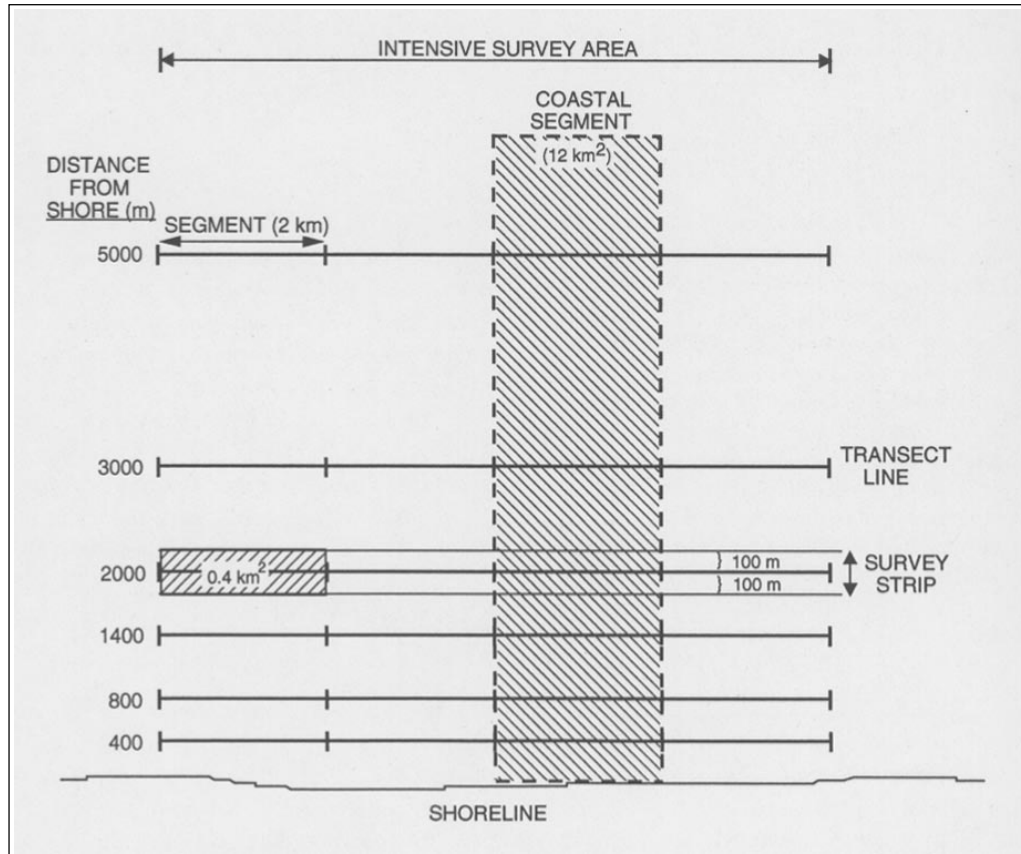 INTENSIVE SURVEY AREA
COASTAL
SEGMENT
(12 km²)
DISTANCE
FROM
SHORE (m)
SEGMENT (2 km)
5000
3000
TRANSECT
LINE
2000
0.4 km²
} 100 m
} 100 m
SURVEY
STRIP
1400
800
400
SHORELINE